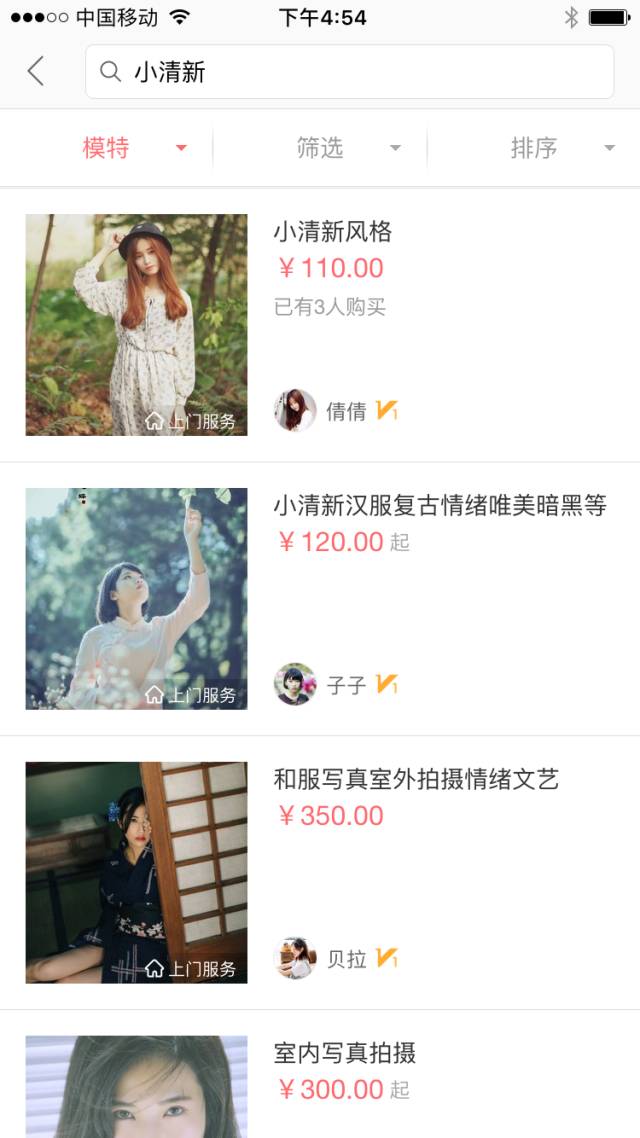 中国移动 下午4:54
小清新
模特 筛选 排序
小清新风格
￥110.00
已有3人购买
上门服务
倩倩 V1
小清新汉服复古情绪唯美暗黑等
￥120.00 起
上门服务
子子 V1
和服写真室外拍摄情绪文艺
￥350.00
上门服务
贝拉 V1
室内写真拍摄
￥300.00 起